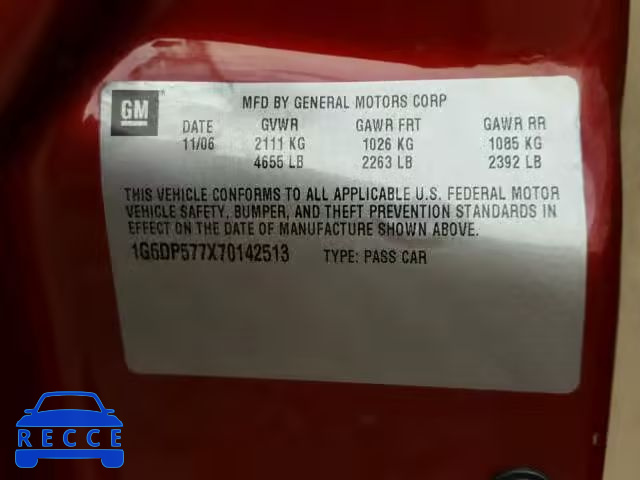 GM
MFD BY GENERAL MOTORS CORP
DATE GVWR GAWR FRT GAWR RR
11/06 2111 KG 1026 KG 1085 KG
4655 LB 2263 LB 2392 LB
THIS VEHICLE CONFORMS TO ALL APPLICABLE U.S. FEDERAL MOTOR
VEHICLE SAFETY, BUMPER, AND THEFT PREVENTION STANDARDS IN
EFFECT ON THE DATE OF MANUFACTURE SHOWN ABOVE.
1G6DP577X70142513 TYPE: PASS CAR
RECCE